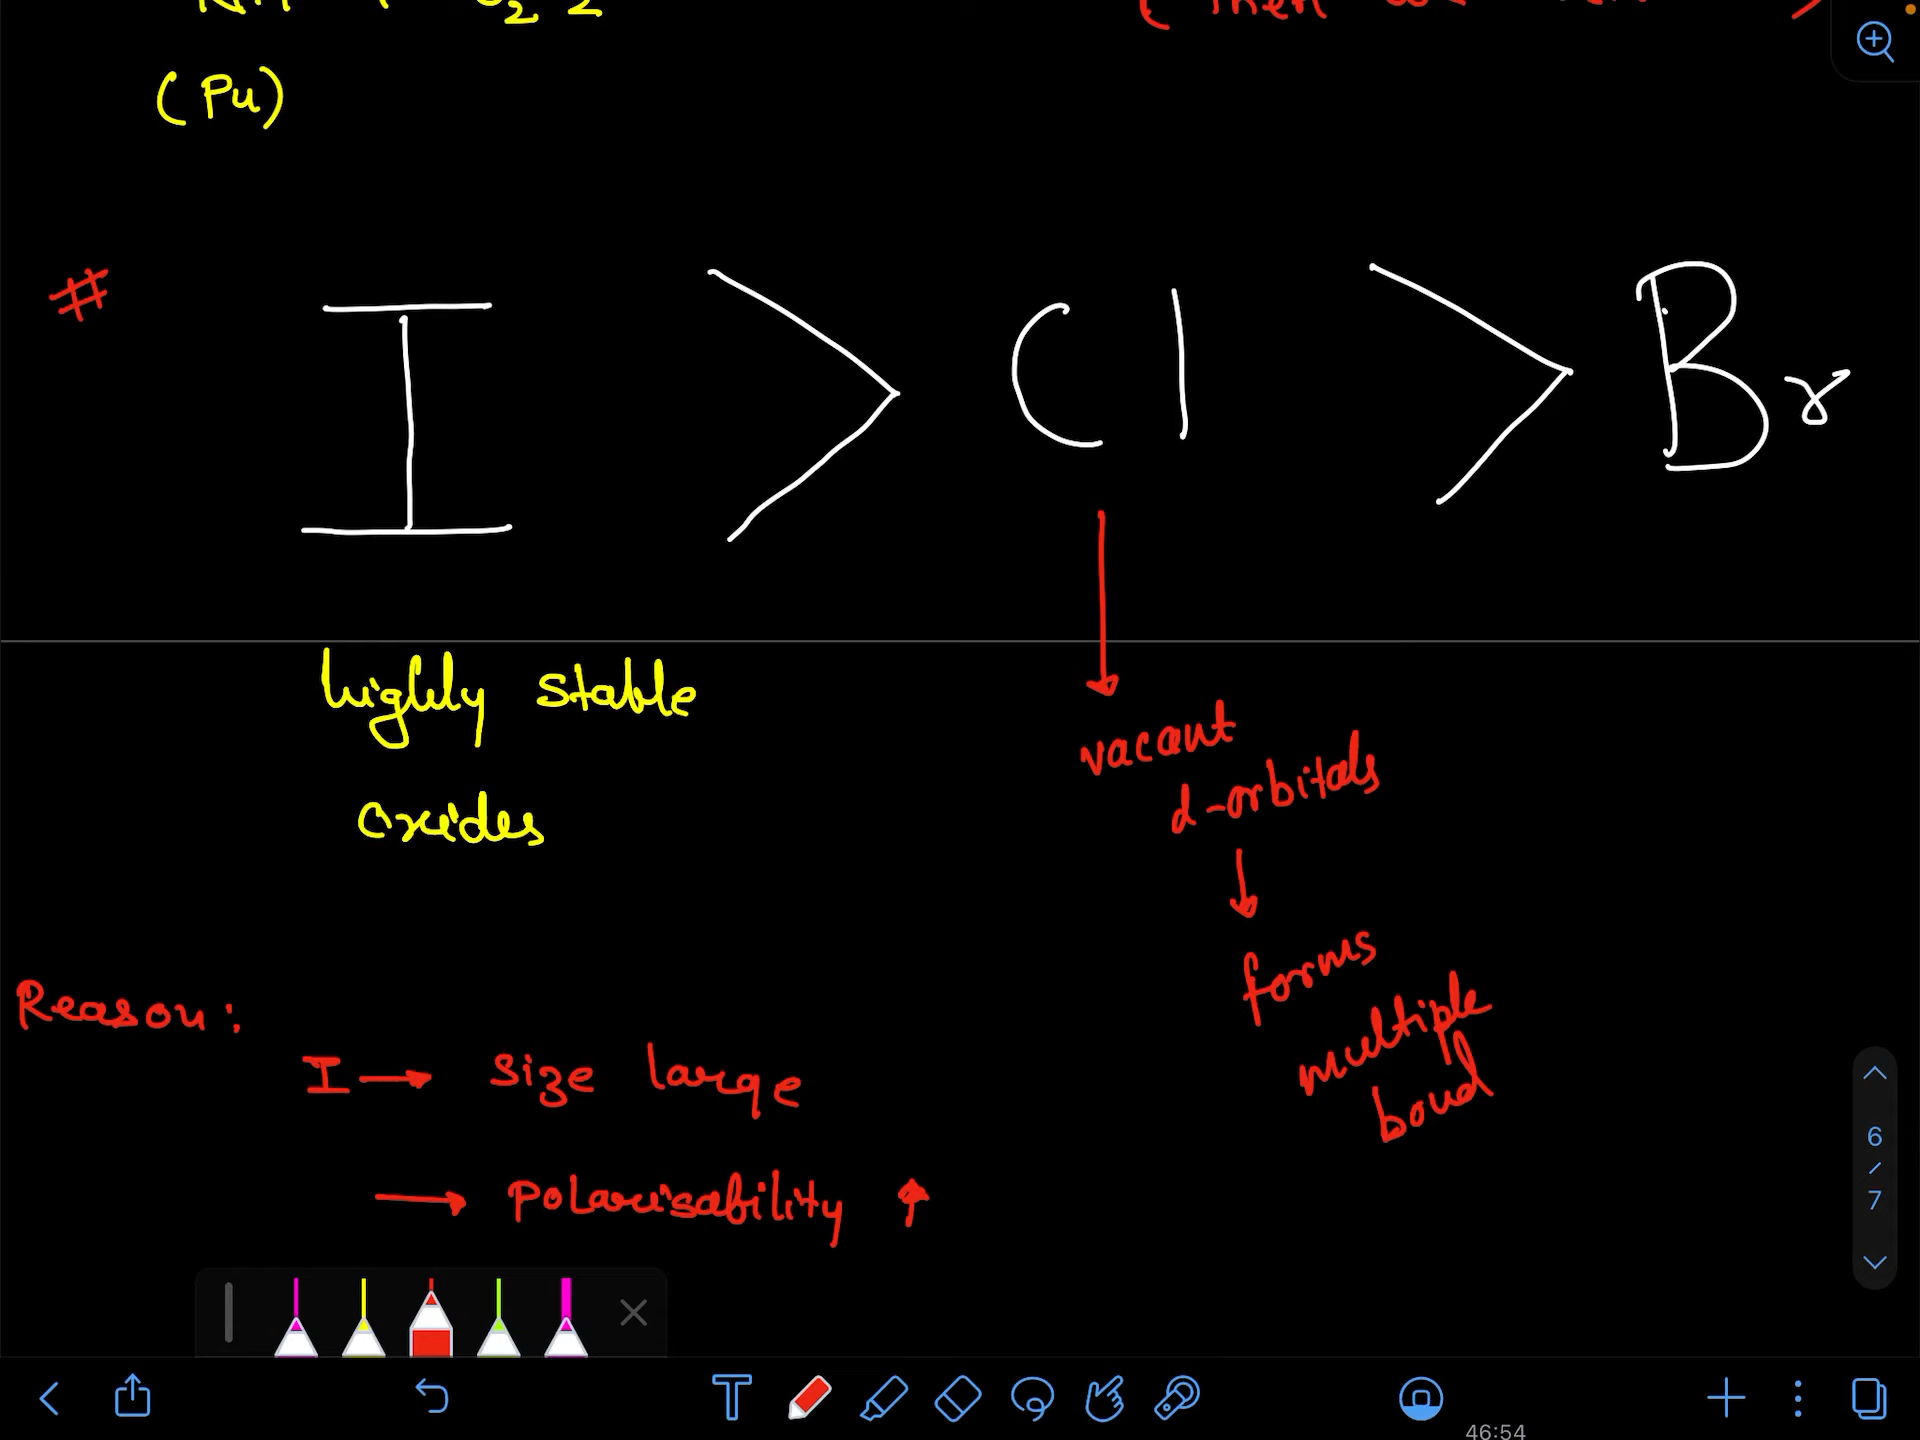 (Pu)
# I > Cl > Br
highly stable
oxides
vacant
d-orbitals
forms
multiple
bond
Reason:
I → size large
→ Polarisability ↑
6
/
7
T
46:54